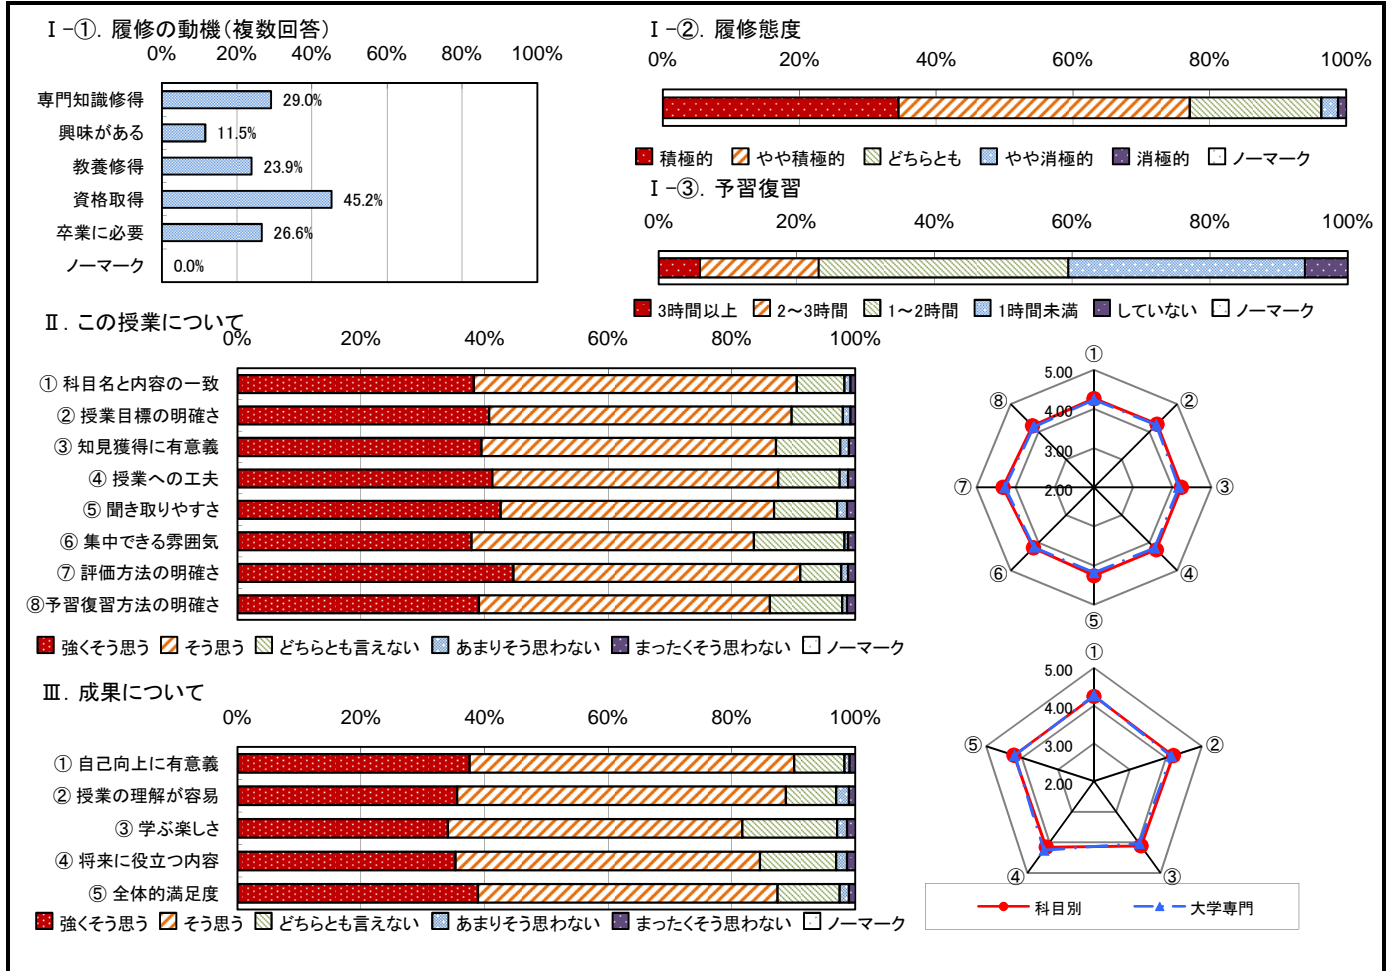 Ⅰ-①. 履修の動機(複数回答)
0% 20% 40% 60% 80% 100%
専門知識修得 29.0%
興味がある 11.5%
教養修得 23.9%
資格取得 45.2%
卒業に必要 26.6%
ノーマーク 0.0%
Ⅰ-②. 履修態度
0% 20% 40% 60% 80% 100%
積極的 やや積極的 どちらとも やや消極的 消極的 ノーマーク
Ⅰ-③. 予習復習
0% 20% 40% 60% 80% 100%
3時間以上 2～3時間 1～2時間 1時間未満 していない ノーマーク
Ⅱ. この授業について
0% 20% 40% 60% 80% 100%
① 科目名と内容の一致
② 授業目標の明確さ
③ 知見獲得に有意義
④ 授業への工夫
⑤ 聞き取りやすさ
⑥ 集中できる雰囲気
⑦ 評価方法の明確さ
⑧予習復習方法の明確さ
強くそう思う そう思う どちらとも言えない あまりそう思わない まったくそう思わない ノーマーク
①
5.00
⑧ ②
4.00
3.00
⑦ 2.00 ③
⑥ ④
⑤
Ⅲ. 成果について
0% 20% 40% 60% 80% 100%
① 自己向上に有意義
② 授業の理解が容易
③ 学ぶ楽しさ
④ 将来に役立つ内容
⑤ 全体的満足度
強くそう思う そう思う どちらとも言えない あまりそう思わない まったくそう思わない ノーマーク
①
5.00
4.00
⑤ 3.00 ②
2.00
④ ③
科目別 大学専門